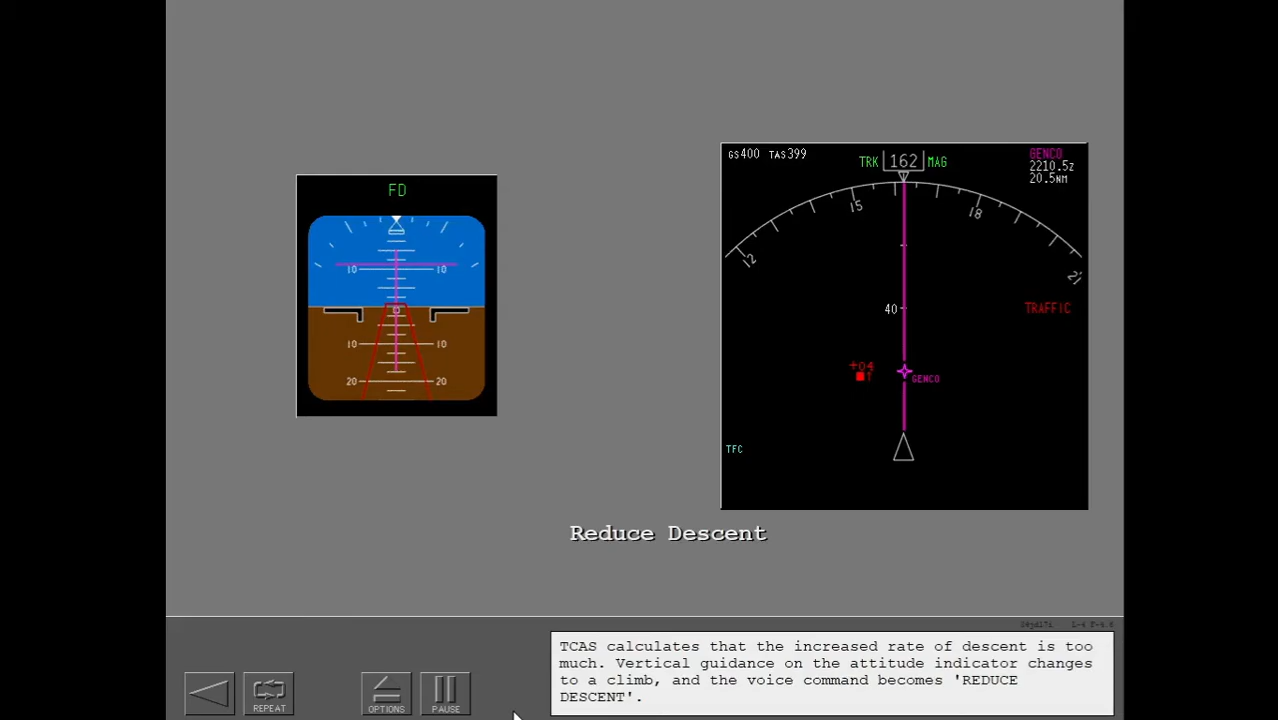 FD
10 10
10 10
20 20
GS400 TAS399
TRK 162 MAG
GENCO
2210.5Z
20.5NM
12
15
18
21
40
TRAFFIC
+04
GENCO
TFC
Reduce Descent
TCAS calculates that the increased rate of descent is too
much. Vertical guidance on the attitude indicator changes
to a climb, and the voice command becomes 'REDUCE
DESCENT'.
REPEAT
OPTIONS
PAUSE